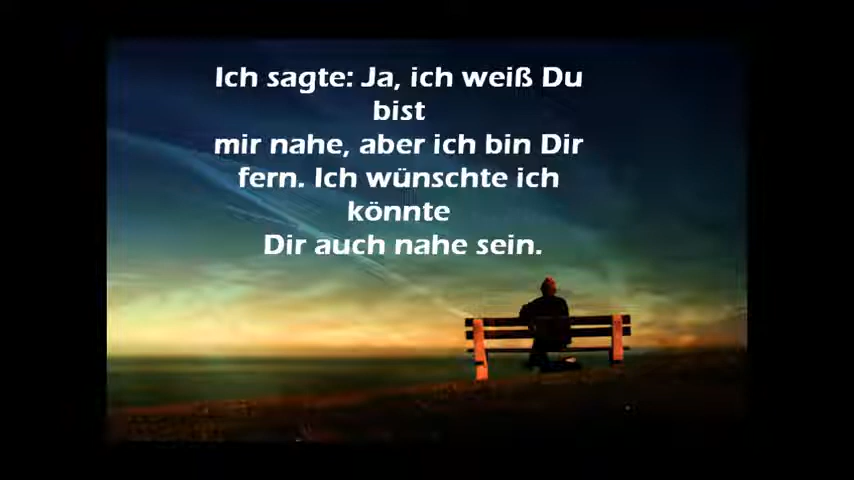 Ich sagte: Ja, ich weiß Du
bist
mir nahe, aber ich bin Dir
fern. Ich wünschte ich
könnte
Dir auch nahe sein.